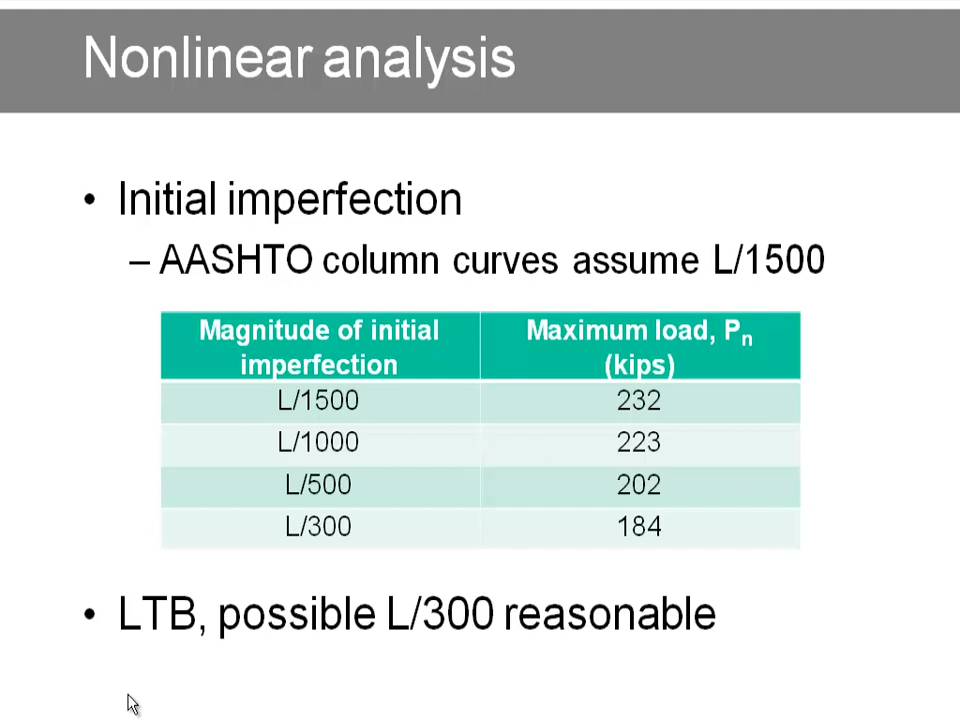 Nonlinear analysis
• Initial imperfection
– AASHTO column curves assume L/1500
Magnitude of initial imperfection
Maximum load, Pn (kips)
L/1500 232
L/1000 223
L/500 202
L/300 184
• LTB, possible L/300 reasonable